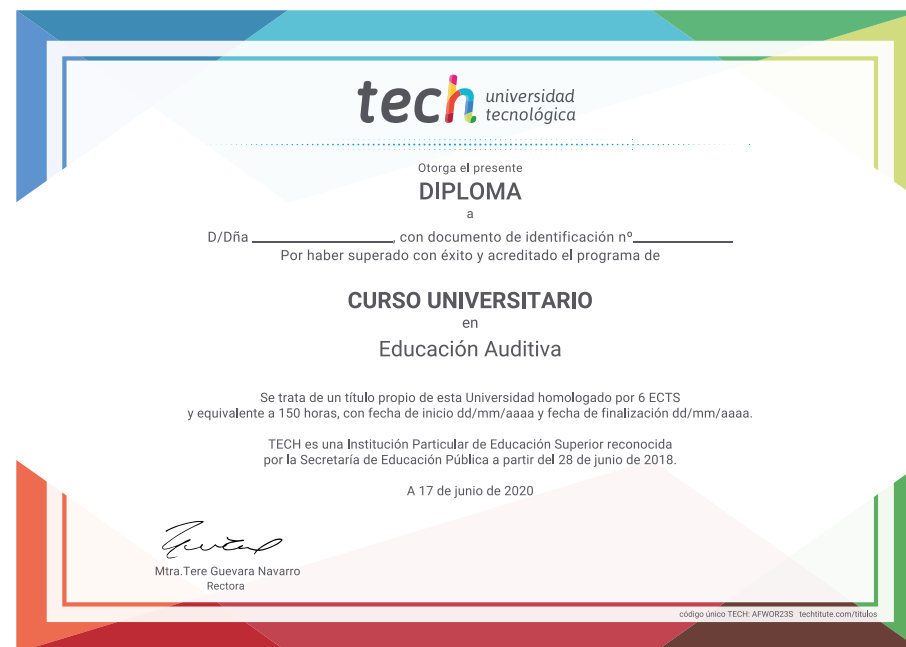 tech universidad
tecnológica
Otorga el presente
DIPLOMA
a
D/Dña ____________________, con documento de identificación nº______________
Por haber superado con éxito y acreditado el programa de
CURSO UNIVERSITARIO
en
Educación Auditiva
Se trata de un título propio de esta Universidad homologado por 6 ECTS
y equivalente a 150 horas, con fecha de inicio dd/mm/aaaa y fecha de finalización dd/mm/aaaa.
TECH es una Institución Particular de Educación Superior reconocida
por la Secretaría de Educación Pública a partir del 28 de junio de 2018.
A 17 de junio de 2020
Mtra.Tere Guevara Navarro
Rectora
código único TECH: AFWOR23S techtitute.com/titulos